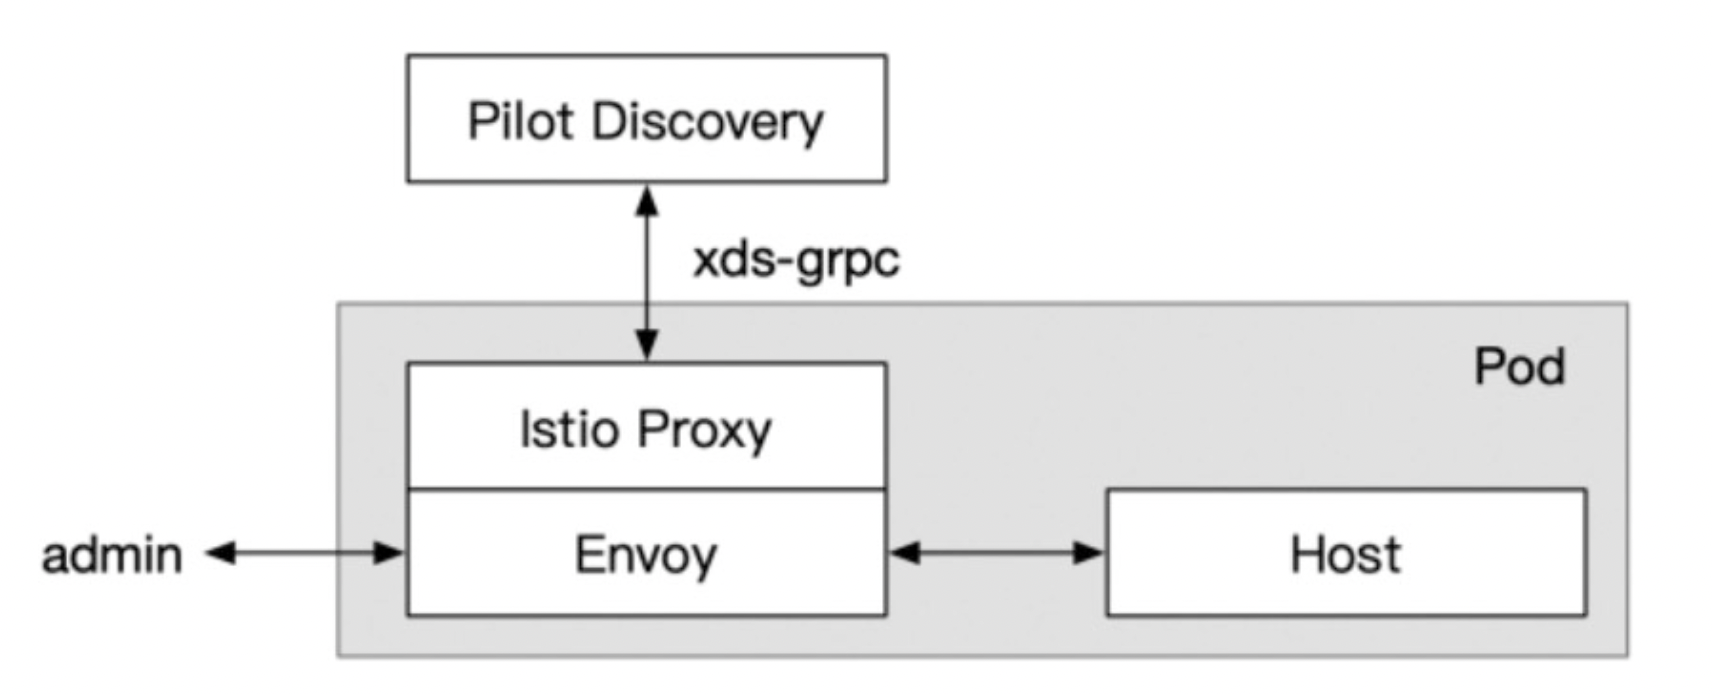 Pilot Discovery
xds-grpc
Pod
Istio Proxy
admin
Envoy
Host